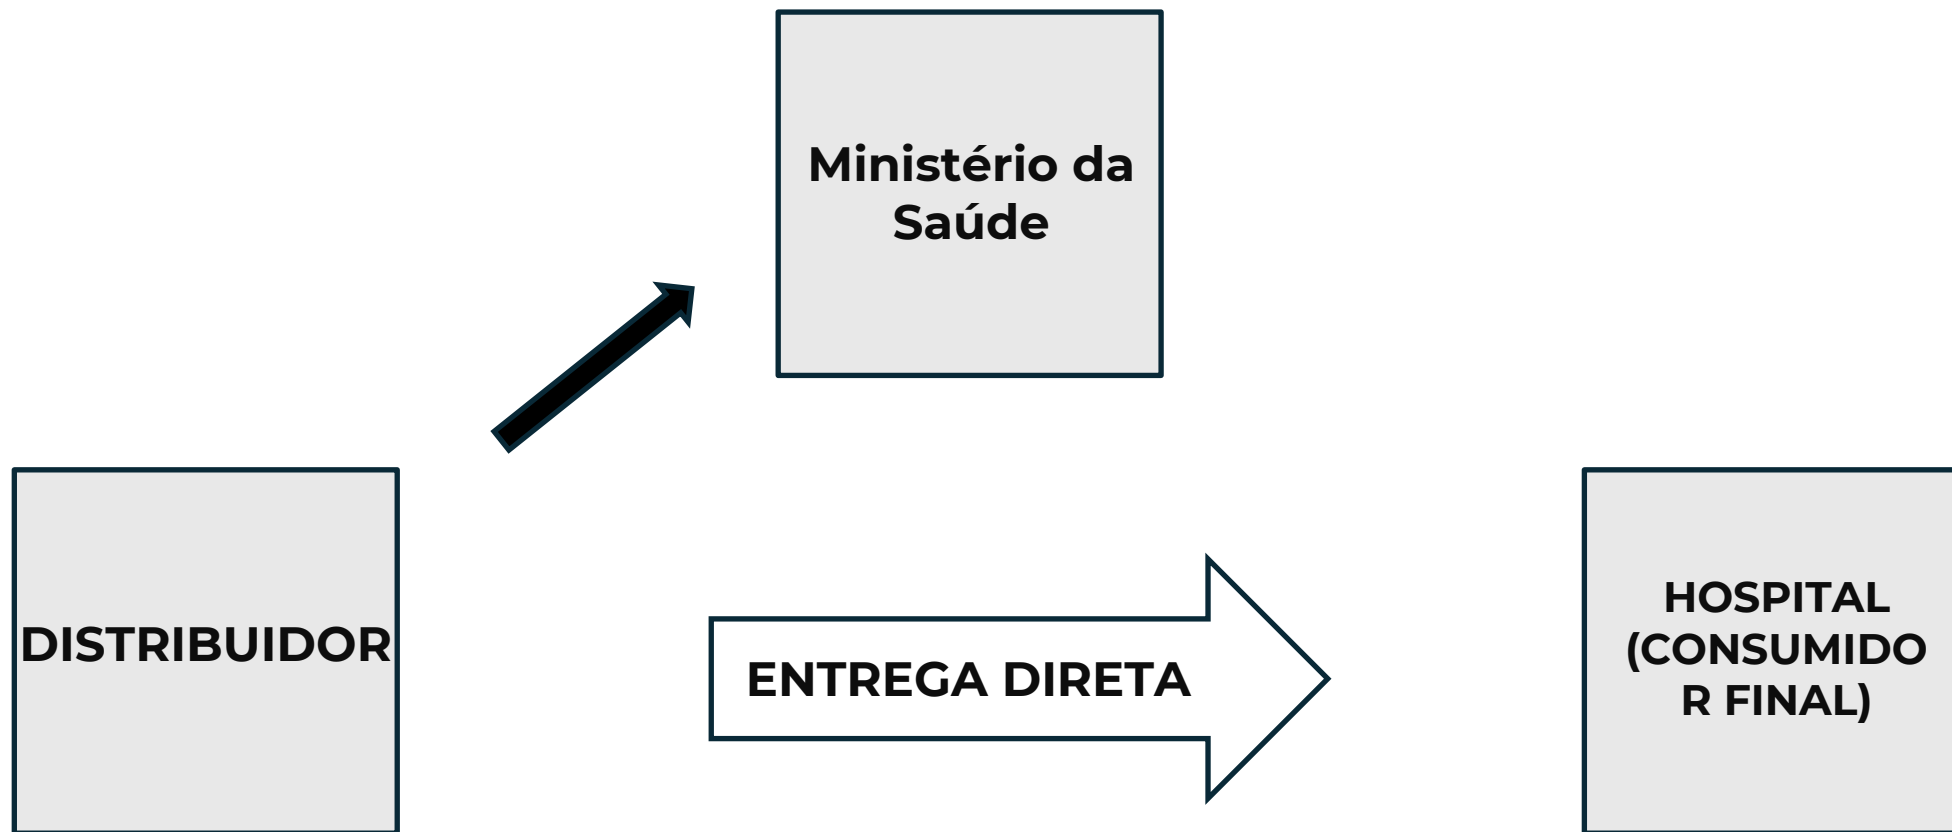 Ministério da
Saúde
DISTRIBUIDOR
ENTREGA DIRETA
HOSPITAL
(CONSUMIDO
R FINAL)